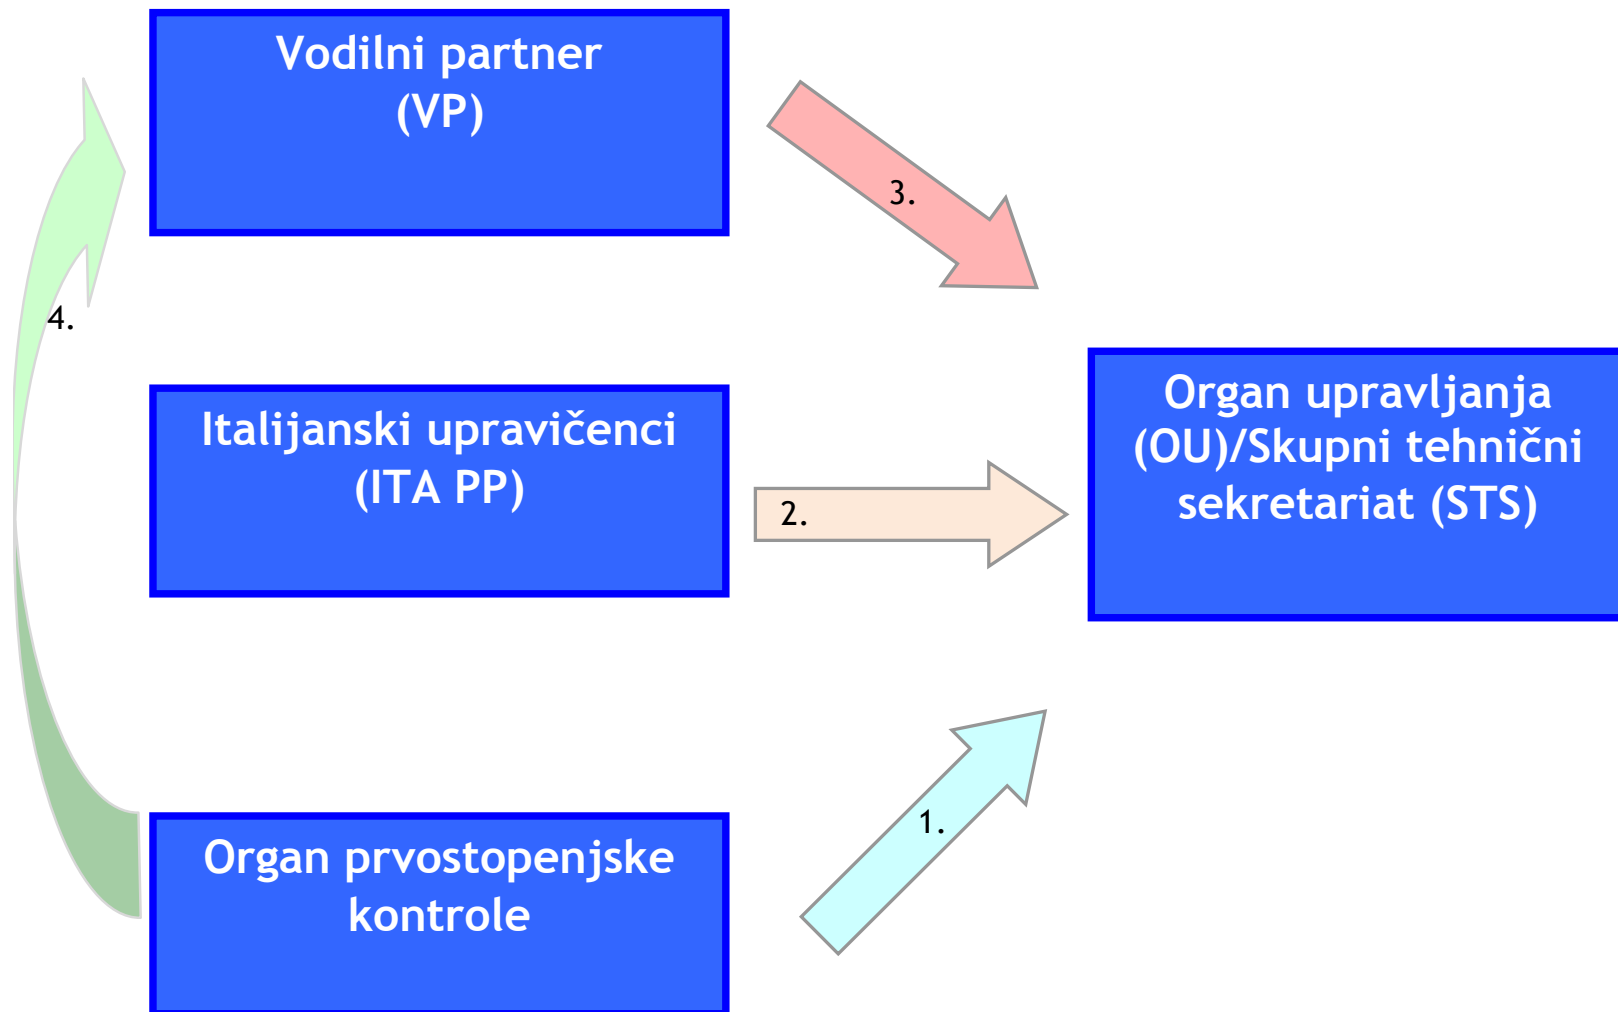 Vodilni partner
(VP)
3.
4.
Italijanski upravičenci
(ITA PP)
2.
Organ upravljanja
(OU)/Skupni tehnični
sekretariat (STS)
1.
Organ prvostopenjske
kontrole